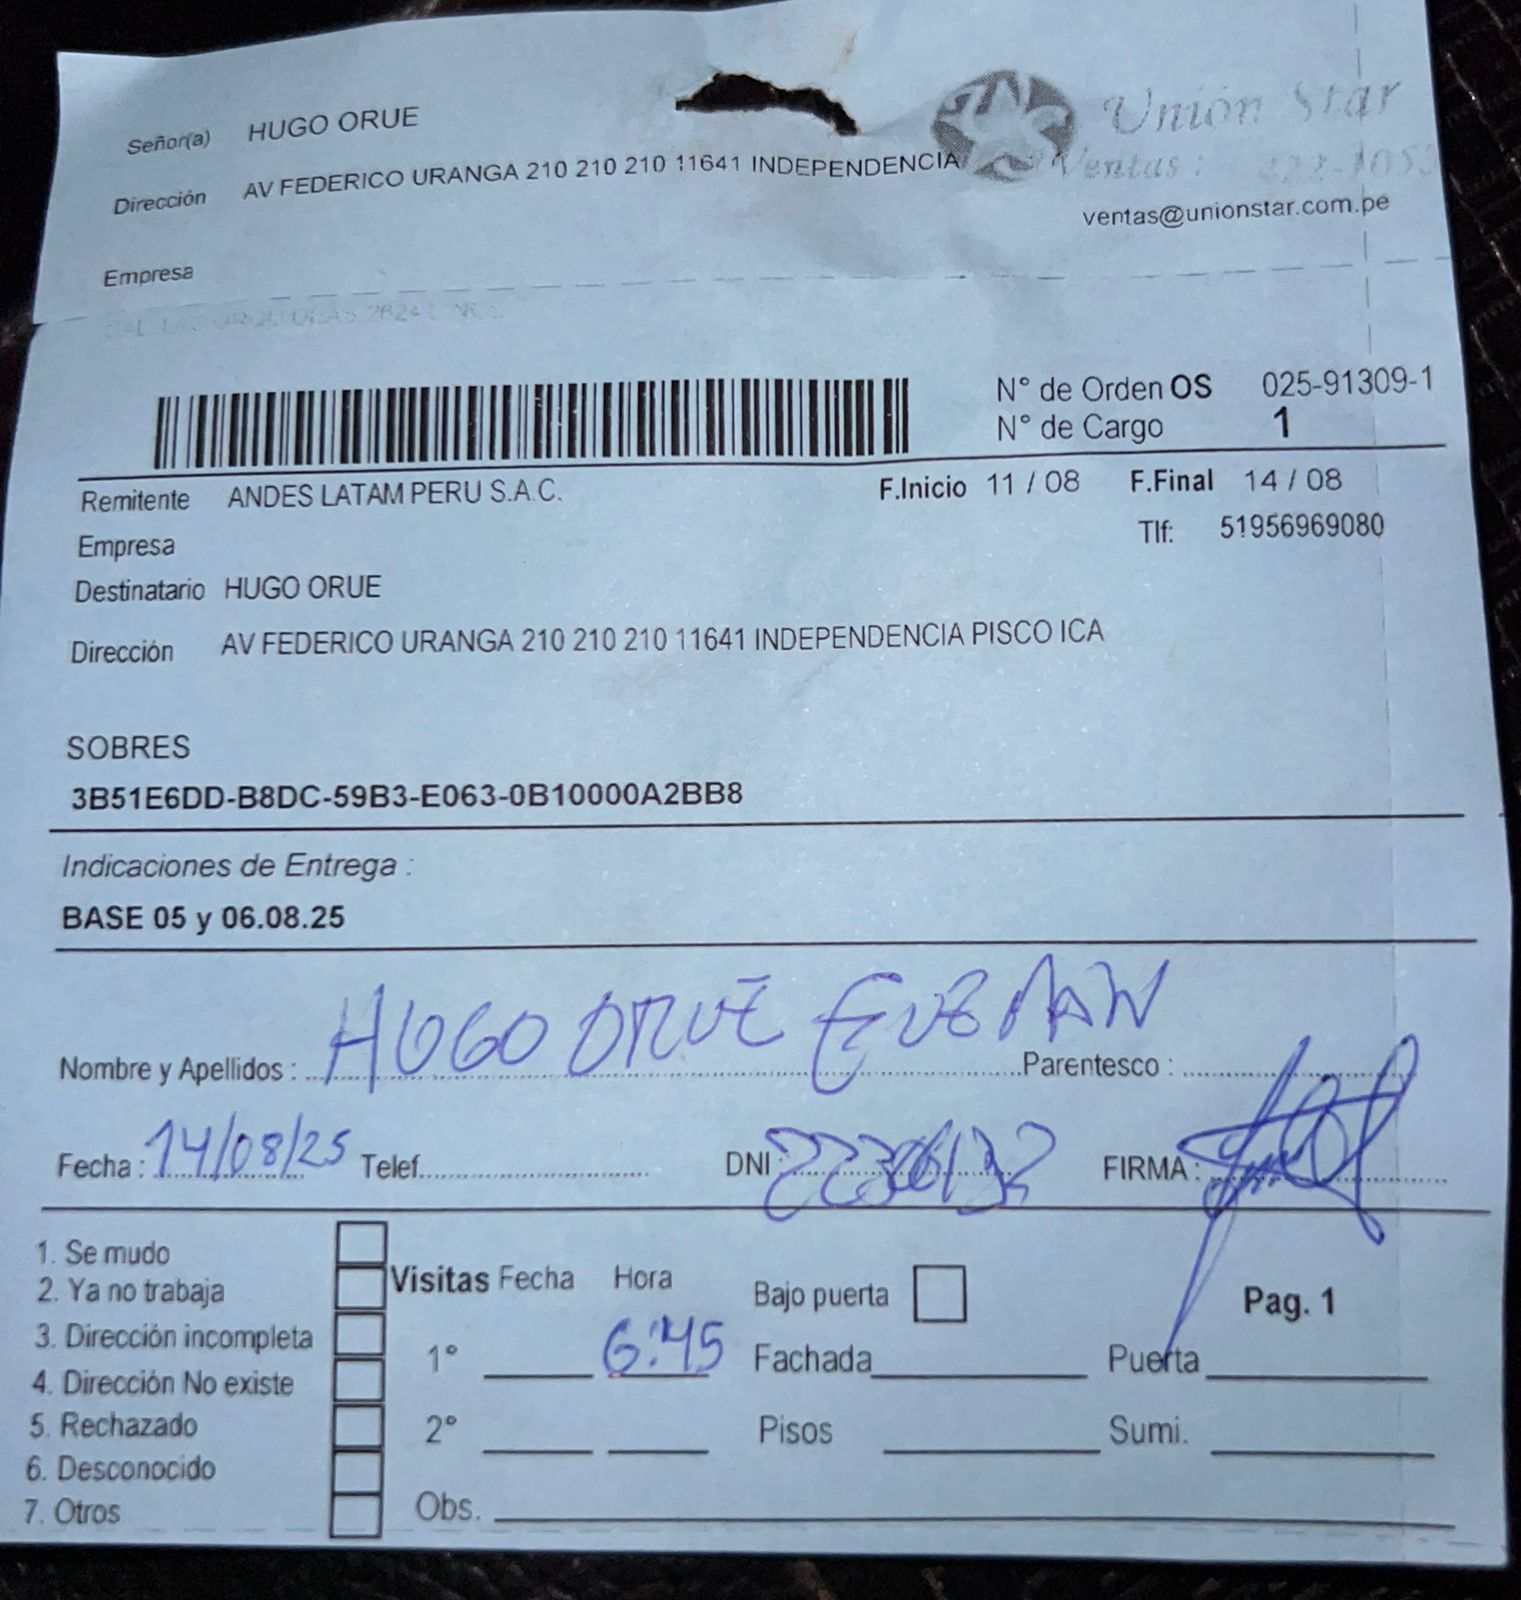 Señor(a) HUGO ORUE
Unión Star
Dirección AV FEDERICO URANGA 210 210 210 11641 INDEPENDENCIA
Ventas :
ventas@unionstar.com.pe
Empresa
N° de Orden OS 025-91309-1
N° de Cargo 1
Remitente ANDES LATAM PERU S.A.C. F.Inicio 11 / 08 F.Final 14 / 08
Empresa Tlf: 51956969080
Destinatario HUGO ORUE
Dirección AV FEDERICO URANGA 210 210 210 11641 INDEPENDENCIA PISCO ICA
SOBRES
3B51E6DD-B8DC-59B3-E063-0B10000A2BB8
Indicaciones de Entrega :
BASE 05 y 06.08.25
Nombre y Apellidos : HUGO ORUE GUZMAN Parentesco :
Fecha : 14/08/25 Telef. DNI : FIRMA :
1. Se mudo
2. Ya no trabaja
3. Dirección incompleta
4. Dirección No existe
5. Rechazado
6. Desconocido
7. Otros
Visitas Fecha Hora Bajo puerta Pag. 1
1° 6:45 Fachada Puerta
2° Pisos Sumi.
Obs.